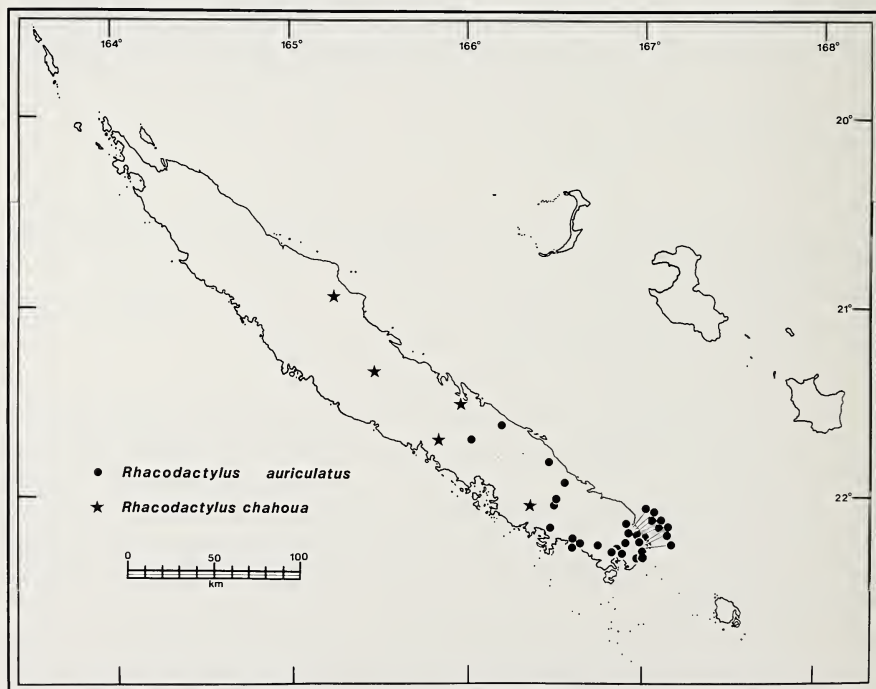 164° 165° 166° 167° 168°
20°
21°
● Rhacodactylus auriculatus
22°
★ Rhacodactylus chahoua
0 50 100
km